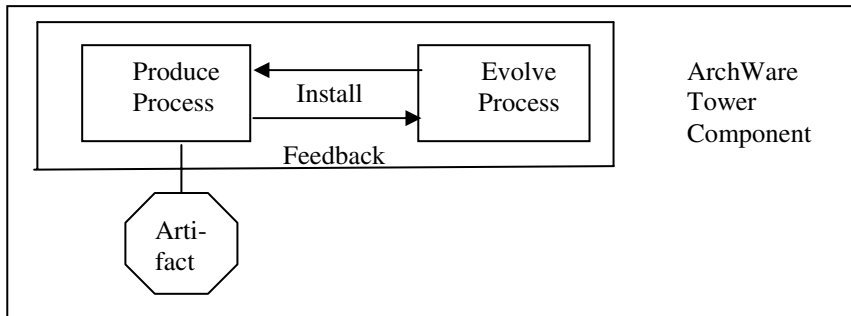 Produce
Process
Install
Evolve
Process
Feedback
ArchWare
Tower
Component
Arti-
fact